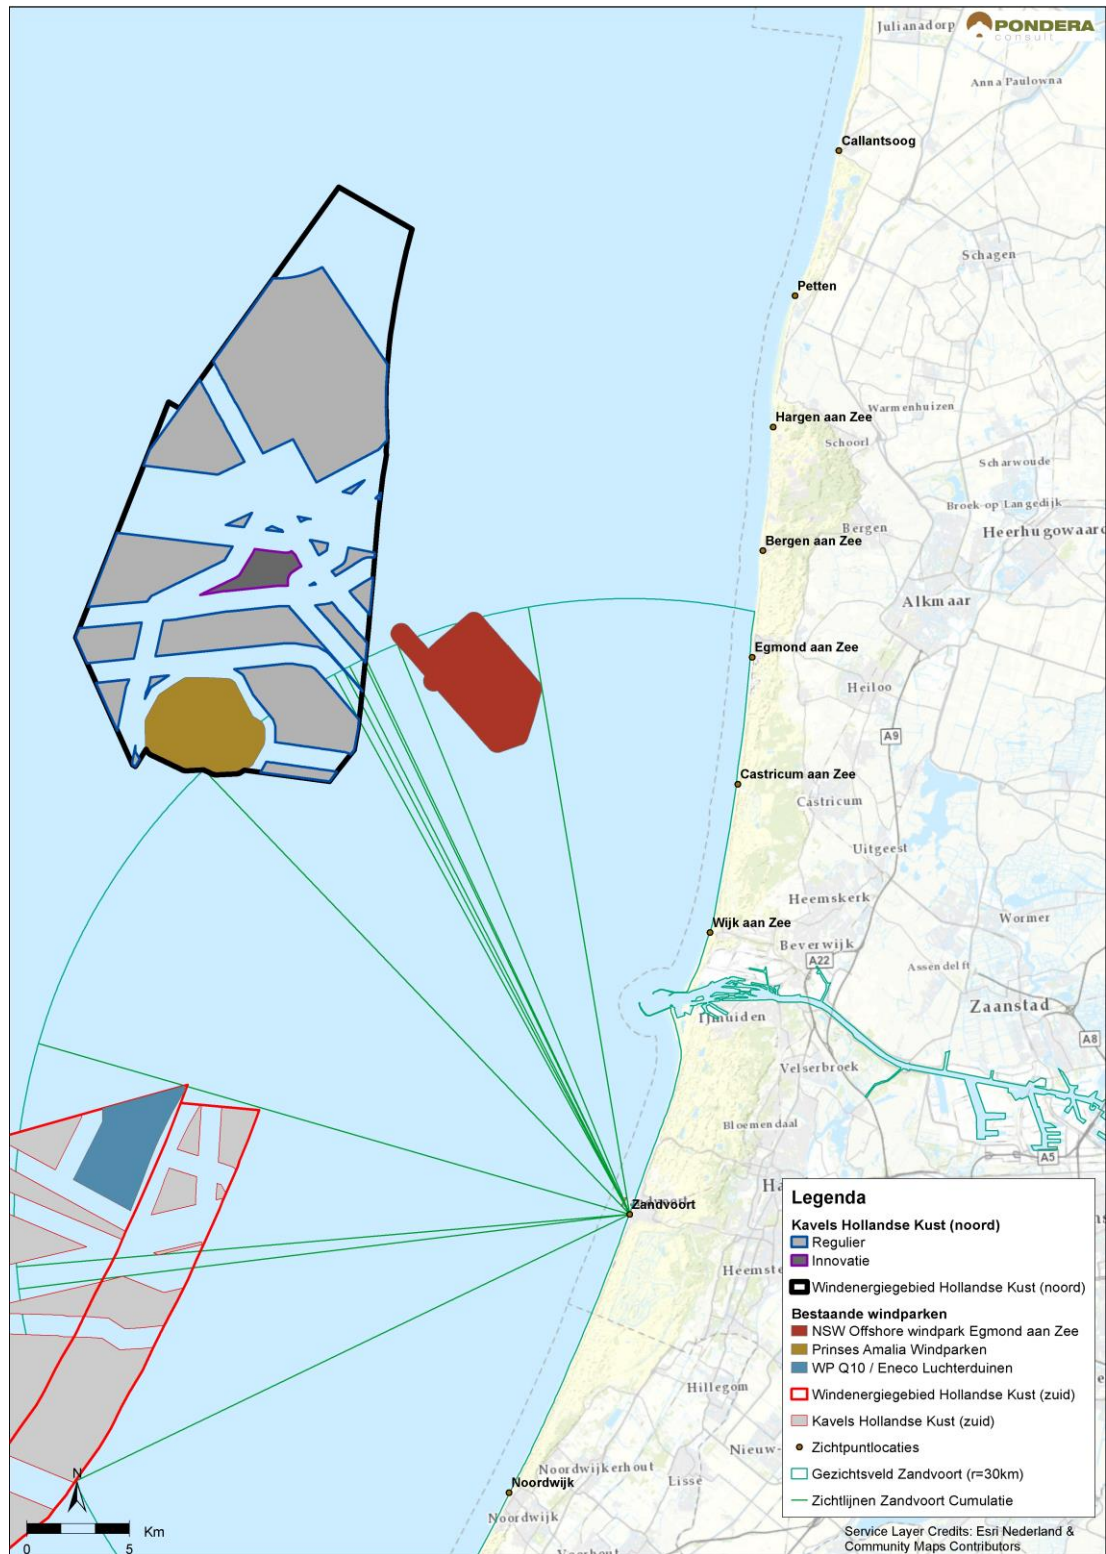 Julianadorp
PONDERA
consult
Anna Paulowna
Callantsoog
Schagen
Petten
Warmenhuizen
Hargen aan Zee
Schoorl
Scharwoude
Broek op Langedijk
Bergen
Heerhugowaard
Bergen aan Zee
Alkmaar
Egmond aan Zee
Heiloo
A9
Castricum aan Zee
Castricum
Uitgeest
Heemskerk
Wormer
Wijk aan Zee
Beverwijk
A22
Assendelft
Zaanstad
IJmuiden
A8
Velserbroek
Bloemendaal
A5
Zandvoort
Legenda
Kavels Hollandse Kust (noord)
Regulier
Innovatie
Windenergiegebied Hollandse Kust (noord)
Bestaande windparken
NSW Offshore windpark Egmond aan Zee
Prinses Amalia Windparken
WP Q10 / Eneco Luchterduinen
Windenergiegebied Hollandse Kust (zuid)
Kavels Hollandse Kust (zuid)
Zichtpuntlocaties
Gezichtsveld Zandvoort (r=30km)
Zichtlijnen Zandvoort Cumulatie
Heemste
Hillegom
Nieuw-
Noordwijkerhout
Lisse
Noordwijk
Noordwijk
N
Km
0 5
Service Layer Credits: Esri Nederland &
Community Maps Contributors